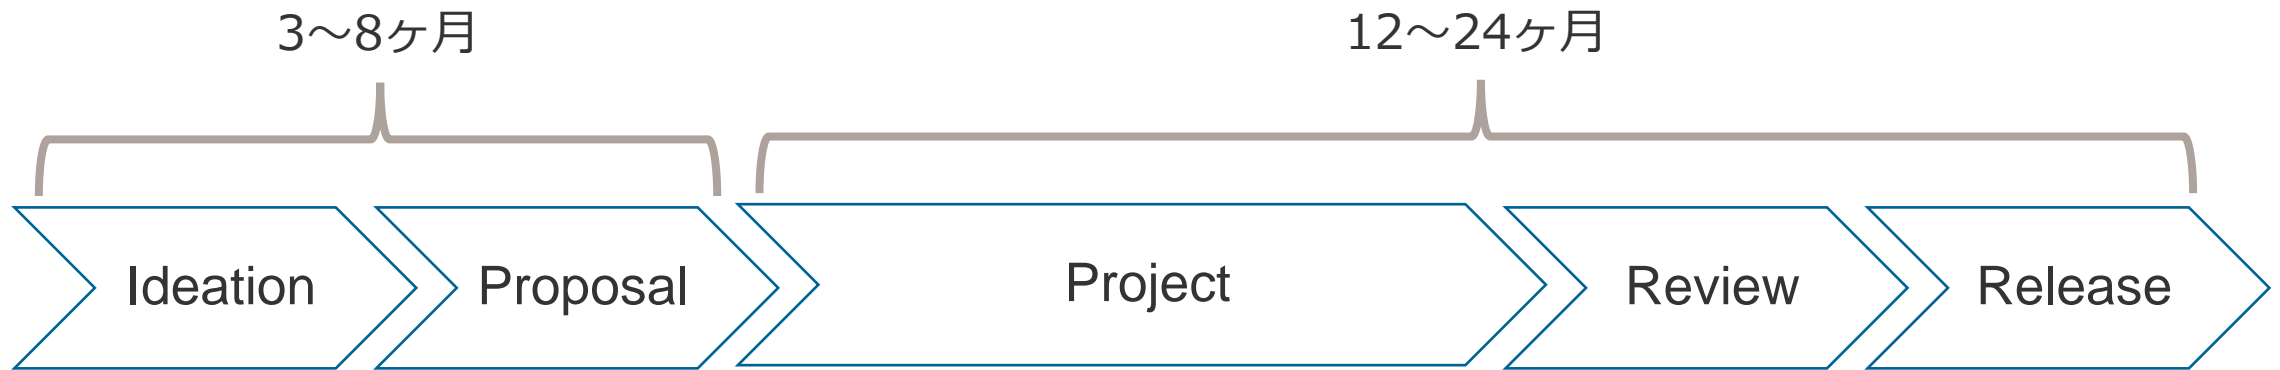 3～8ヶ月
12～24ヶ月
Ideation
Proposal
Project
Review
Release